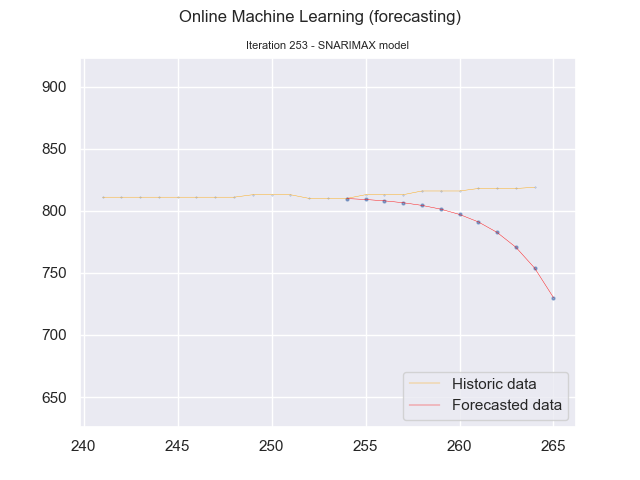 Online Machine Learning (forecasting)
Iteration 253 - SNARIMAX model
900
850
800
750
700
650
Historic data
Forecasted data
240 245 250 255 260 265